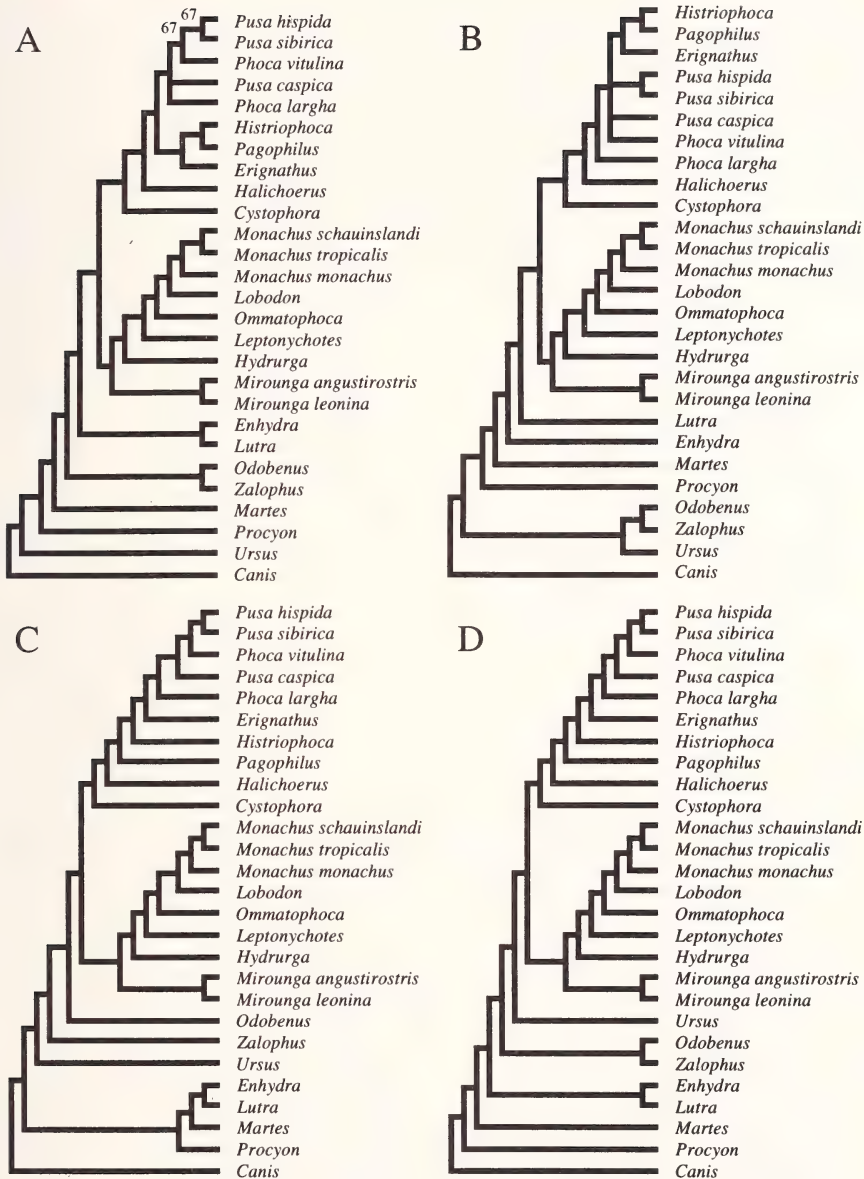 A
67
67
Pusa hispida
Pusa sibirica
Phoca vitulina
Pusa caspica
Phoca largha
Histriophoca
Pagophilus
Erignathus
Halichoerus
Cystophora
Monachus schauinslandi
Monachus tropicalis
Monachus monachus
Lobodon
Ommatophoca
Leptonychotes
Hydrurga
Mirounga angustirostris
Mirounga leonina
Enhydra
Lutra
Odobenus
Zalophus
Martes
Procyon
Ursus
Canis
B
Histriophoca
Pagophilus
Erignathus
Pusa hispida
Pusa sibirica
Pusa caspica
Phoca vitulina
Phoca largha
Halichoerus
Cystophora
Monachus schauinslandi
Monachus tropicalis
Monachus monachus
Lobodon
Ommatophoca
Leptonychotes
Hydrurga
Mirounga angustirostris
Mirounga leonina
Lutra
Enhydra
Martes
Procyon
Odobenus
Zalophus
Ursus
Canis
C
Pusa hispida
Pusa sibirica
Phoca vitulina
Pusa caspica
Phoca largha
Erignathus
Histriophoca
Pagophilus
Halichoerus
Cystophora
Monachus schauinslandi
Monachus tropicalis
Monachus monachus
Lobodon
Ommatophoca
Leptonychotes
Hydrurga
Mirounga angustirostris
Mirounga leonina
Odobenus
Zalophus
Ursus
Enhydra
Lutra
Martes
Procyon
Canis
D
Pusa hispida
Pusa sibirica
Phoca vitulina
Pusa caspica
Phoca largha
Erignathus
Histriophoca
Pagophilus
Halichoerus
Cystophora
Monachus schauinslandi
Monachus tropicalis
Monachus monachus
Lobodon
Ommatophoca
Leptonychotes
Hydrurga
Mirounga angustirostris
Mirounga leonina
Ursus
Odobenus
Zalophus
Enhydra
Lutra
Martes
Procyon
Canis